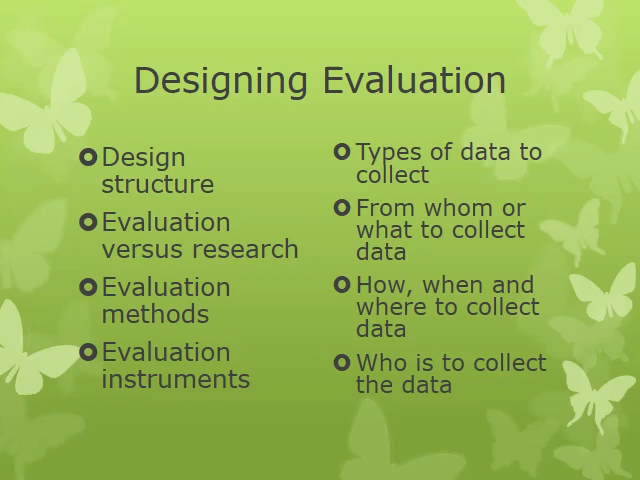 Designing Evaluation
Design
structure
Evaluation
versus research
Evaluation
methods
Evaluation
instruments
Types of data to
collect
From whom or
what to collect
data
How, when and
where to collect
data
Who is to collect
the data